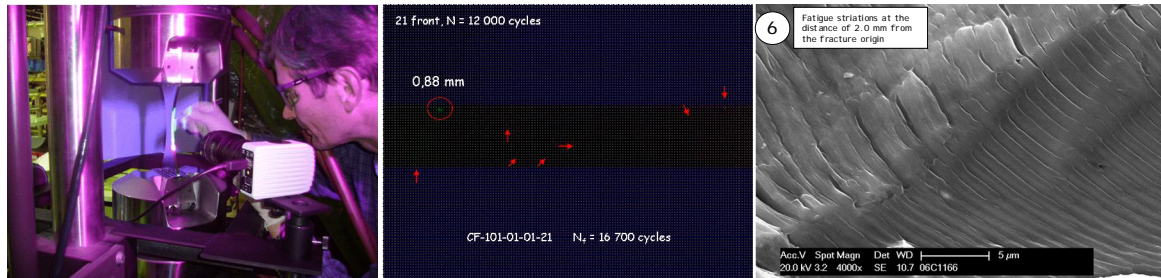 21 front, N = 12 000 cycles
0,88 mm
CF-101-01-01-21 Nf = 16 700 cycles
6
Fatigue striations at the
distance of 2.0 mm from
the fracture origin
Acc.V Spot Magn Det WD 5 µm
20.0 kV 3.2 4000x SE 10.7 06C1166